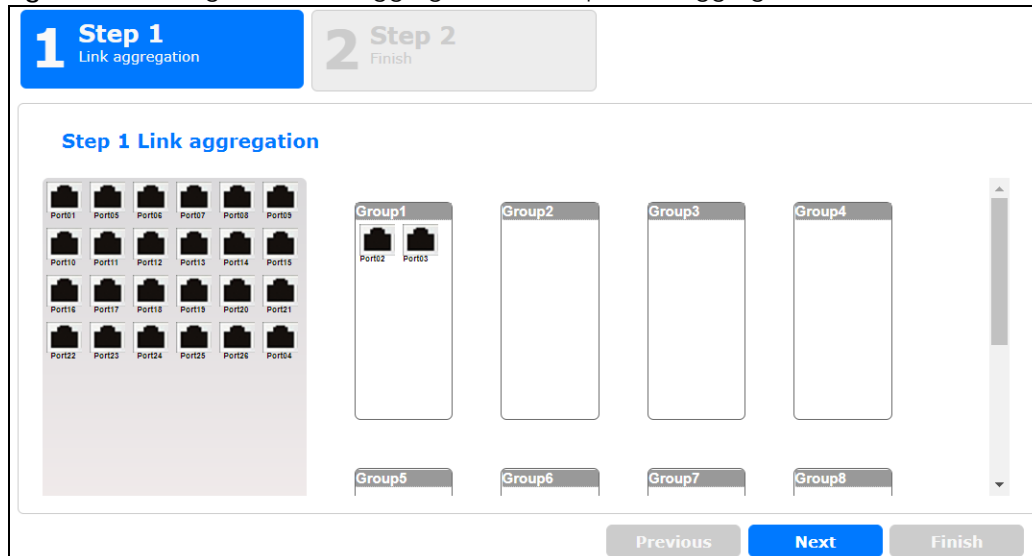 1 Step 1
Link aggregation
2 Step 2
Finish
Step 1 Link aggregation
Port01 Port05 Port06 Port07 Port08 Port09
Port10 Port11 Port12 Port13 Port14 Port15
Port16 Port17 Port18 Port19 Port20 Port21
Port22 Port23 Port24 Port25 Port26 Port04
Group1 Group2 Group3 Group4
Port02 Port03
Group5 Group6 Group7 Group8
Previous Next Finish